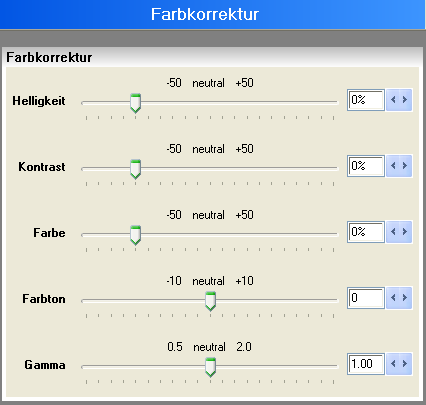 Farbkorrektur
Farbkorrektur
-50 neutral +50
Helligkeit 0%
-50 neutral +50
Kontrast 0%
-50 neutral +50
Farbe 0%
-10 neutral +10
Farbton 0
0.5 neutral 2.0
Gamma 1.00